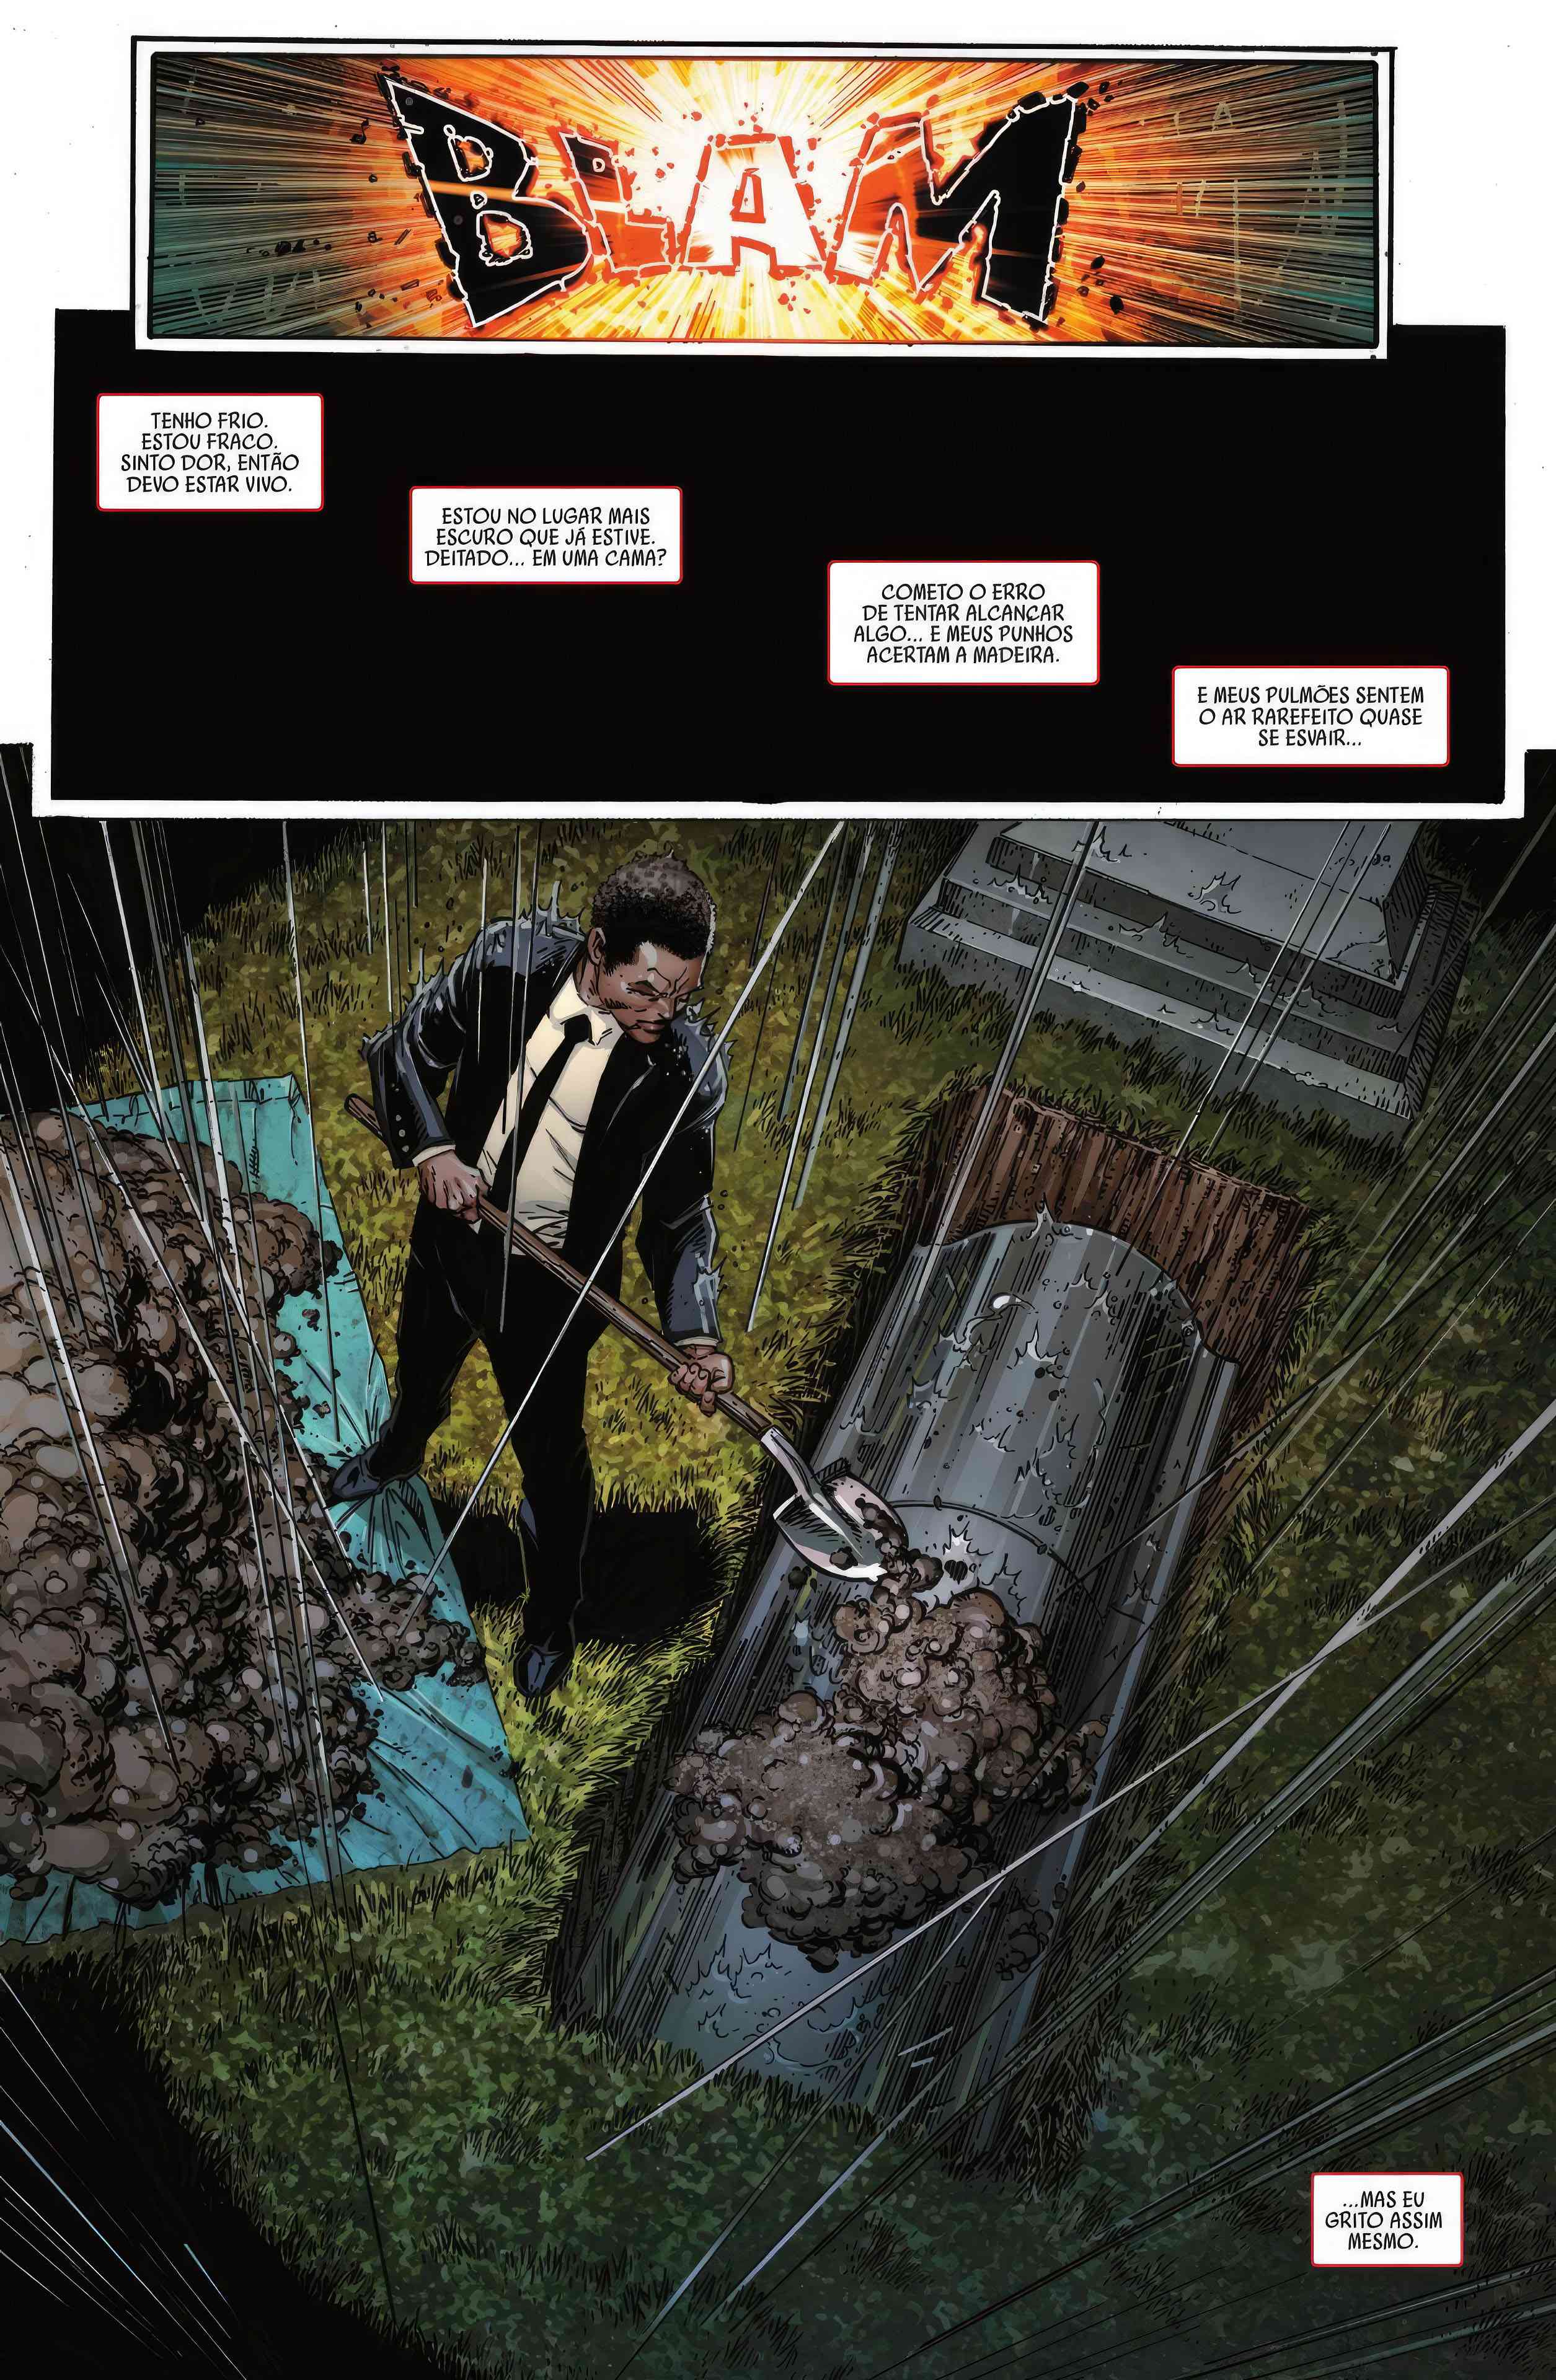 BLAM
TENHO FRIO.
ESTOU FRACO.
SINTO DOR, ENTÃO
DEVO ESTAR VIVO.
ESTOU NO LUGAR MAIS
ESCURO QUE JÁ ESTIVE.
DEITADO... EM UMA CAMA?
COMETO O ERRO
DE TENTAR ALCANÇAR
ALGO... E MEUS PUNHOS
ACERTAM A MADEIRA.
E MEUS PULMÕES SENTEM
O AR RAREFEITO QUASE
SE ESVAIR...
...MAS EU
GRITO ASSIM
MESMO.